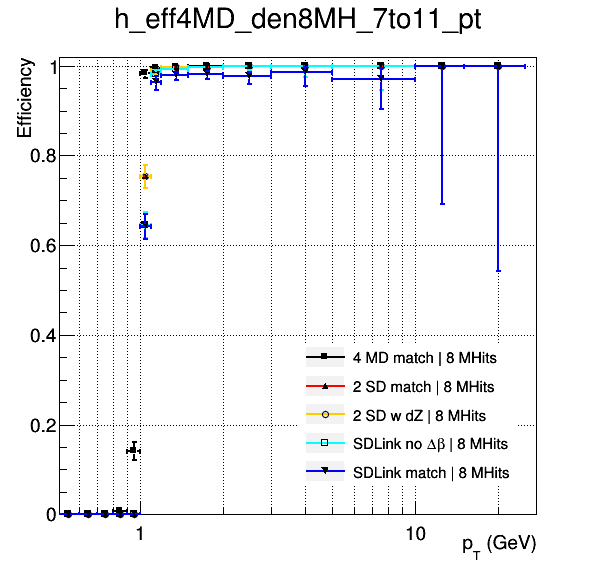 h_eff4MD_den8MH_7to11_pt
Efficiency
1
0.8
0.6
0.4
0.2
0
4 MD match | 8 MHits
2 SD match | 8 MHits
2 SD w dZ | 8 MHits
SDLink no Δβ | 8 MHits
SDLink match | 8 MHits
1
10
p_T (GeV)